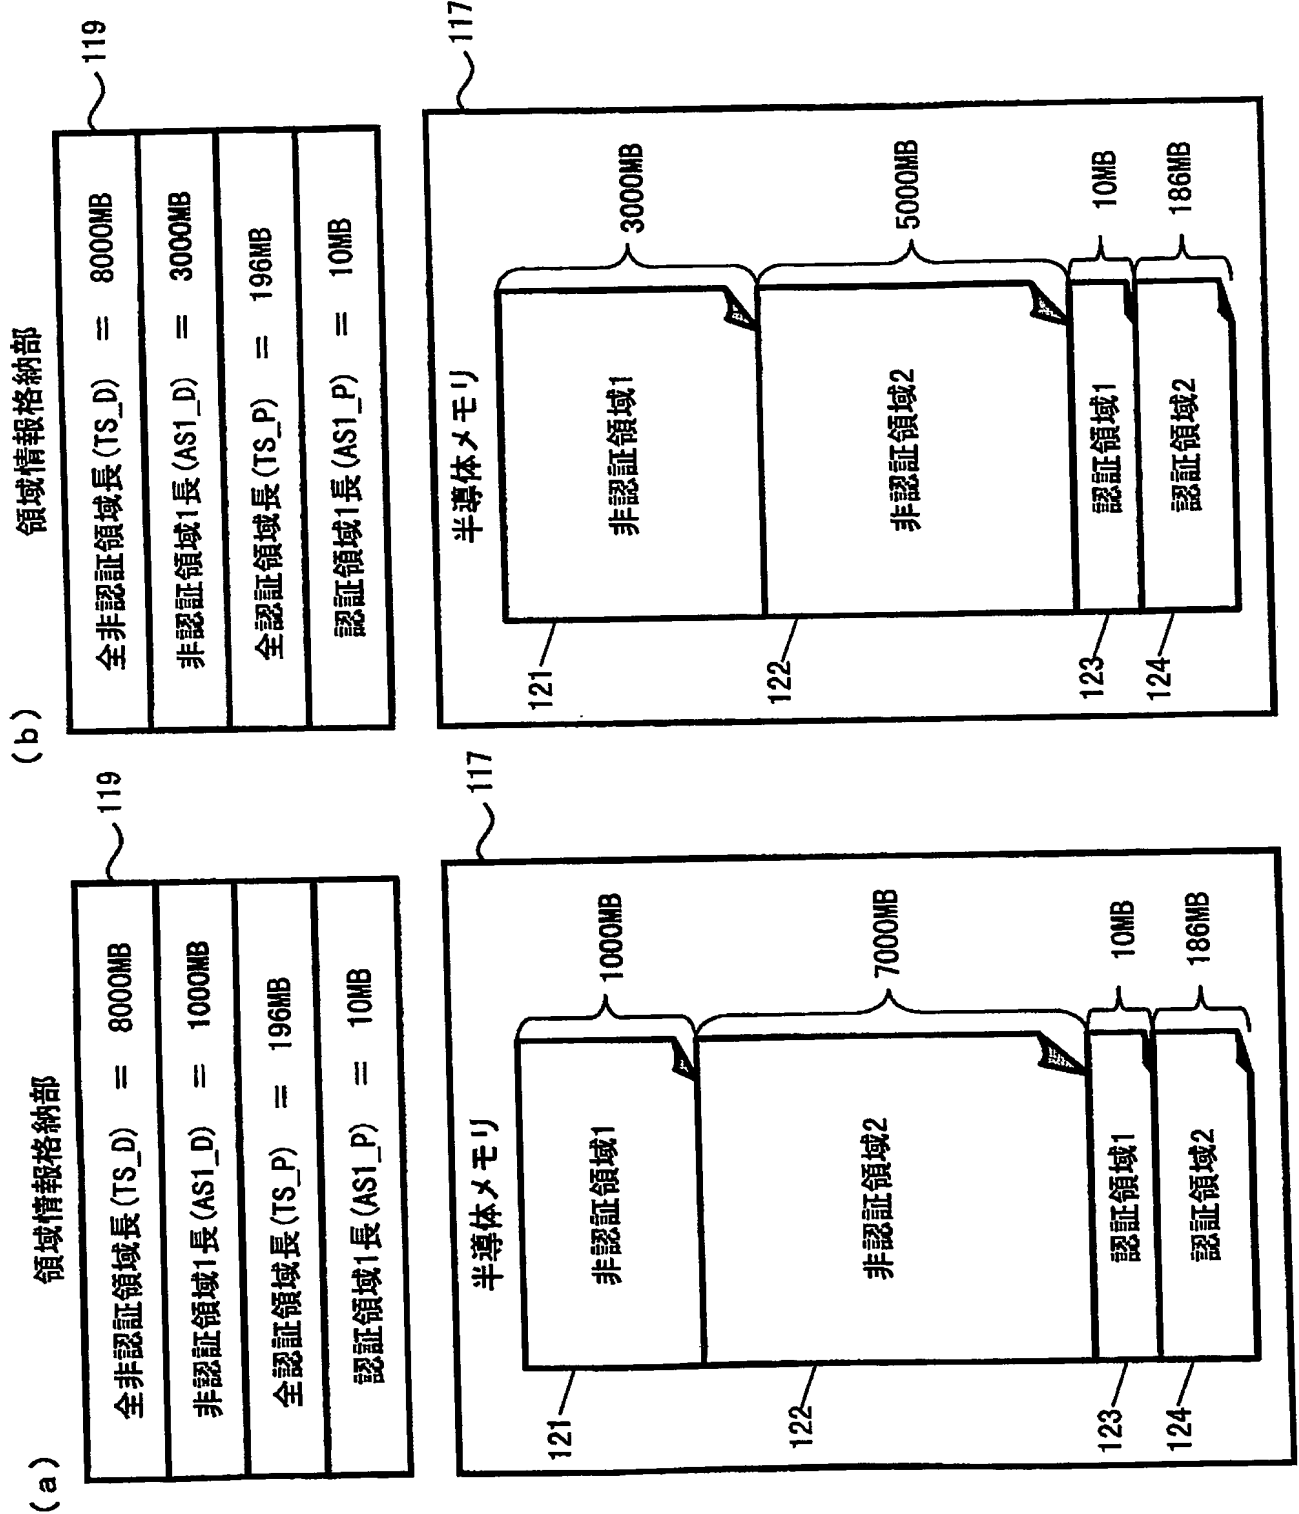 (a)
領域情報格納部
119
全非認証領域長(TS_D) = 8000MB
非認証領域1長(AS1_D) = 1000MB
全認証領域長(TS_P) = 196MB
認証領域1長(AS1_P) = 10MB
117
半導体メモリ
121
非認証領域1
1000MB
122
非認証領域2
7000MB
123
認証領域1
10MB
124
認証領域2
186MB
(b)
領域情報格納部
119
全非認証領域長(TS_D) = 8000MB
非認証領域1長(AS1_D) = 3000MB
全認証領域長(TS_P) = 196MB
認証領域1長(AS1_P) = 10MB
117
半導体メモリ
121
非認証領域1
3000MB
122
非認証領域2
5000MB
123
認証領域1
10MB
124
認証領域2
186MB